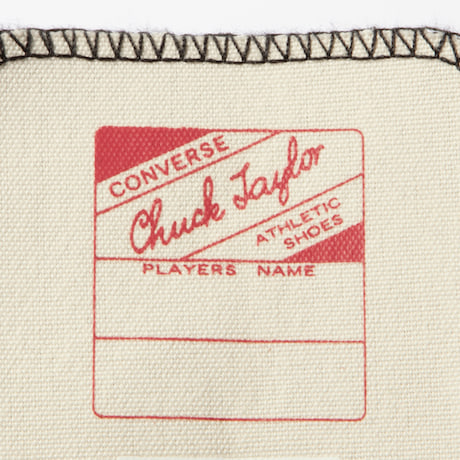 CONVERSE
Chuck Taylor
ATHLETIC
SHOES
PLAYERS NAME